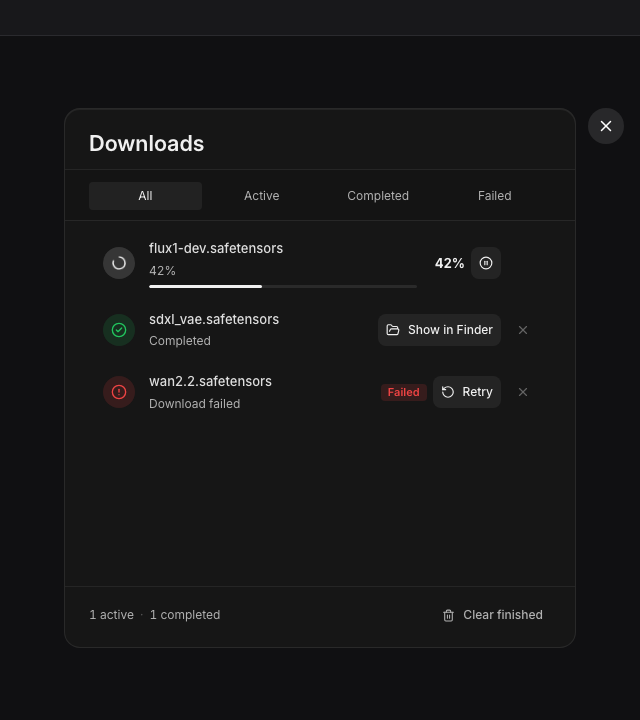 Downloads
All Active Completed Failed
flux1-dev.safetensors
42% 42%
sdxl_vae.safetensors
Completed Show in Finder
wan2.2.safetensors
Download failed Failed Retry
1 active · 1 completed Clear finished